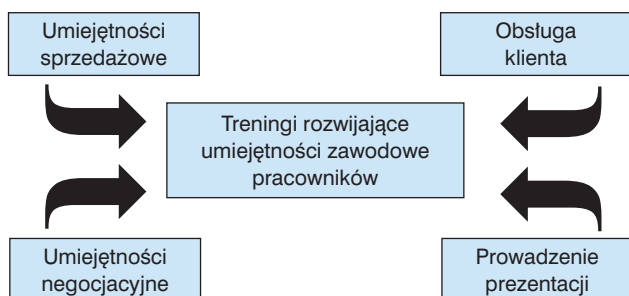 Umiejętności
sprzedażowe
Obsługa
klienta
Treningi rozwijające
umiejętności zawodowe
pracowników
Umiejętności
negocjacyjne
Prowadzenie
prezentacji